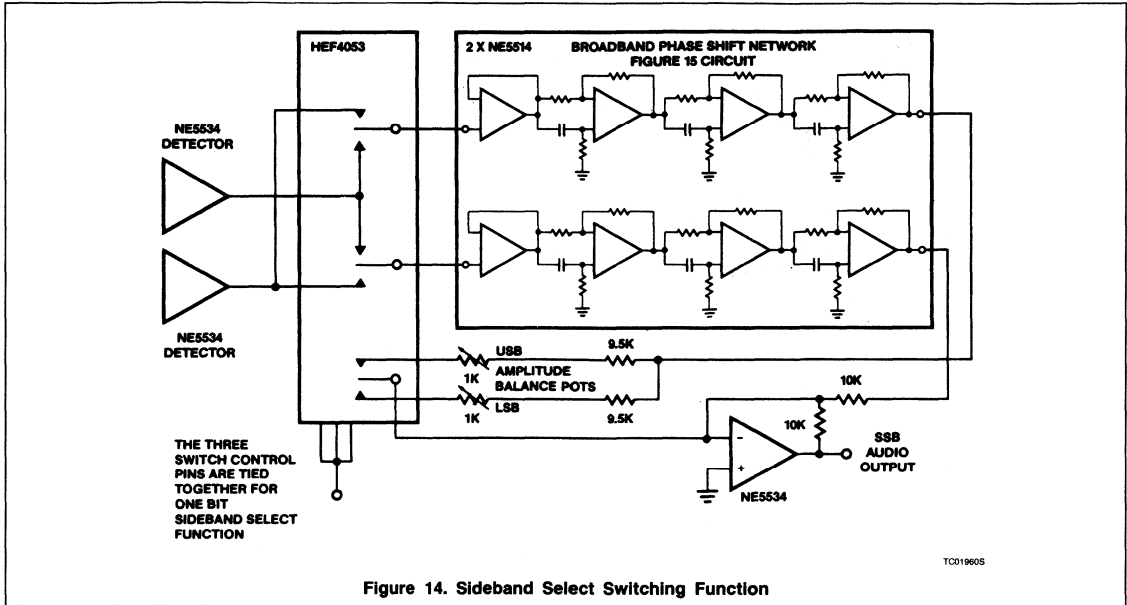 HEF4053
2 X NE5514
BROADBAND PHASE SHIFT NETWORK
FIGURE 15 CIRCUIT
NE5534
DETECTOR
NE5534
DETECTOR
USB
9.5K
1K
AMPLITUDE
BALANCE POTS
LSB
1K
9.5K
10K
10K
-
+
NE5534
SSB
AUDIO
OUTPUT
THE THREE
SWITCH CONTROL
PINS ARE TIED
TOGETHER FOR
ONE BIT
SIDEBAND SELECT
FUNCTION
TC01960S
Figure 14. Sideband Select Switching Function